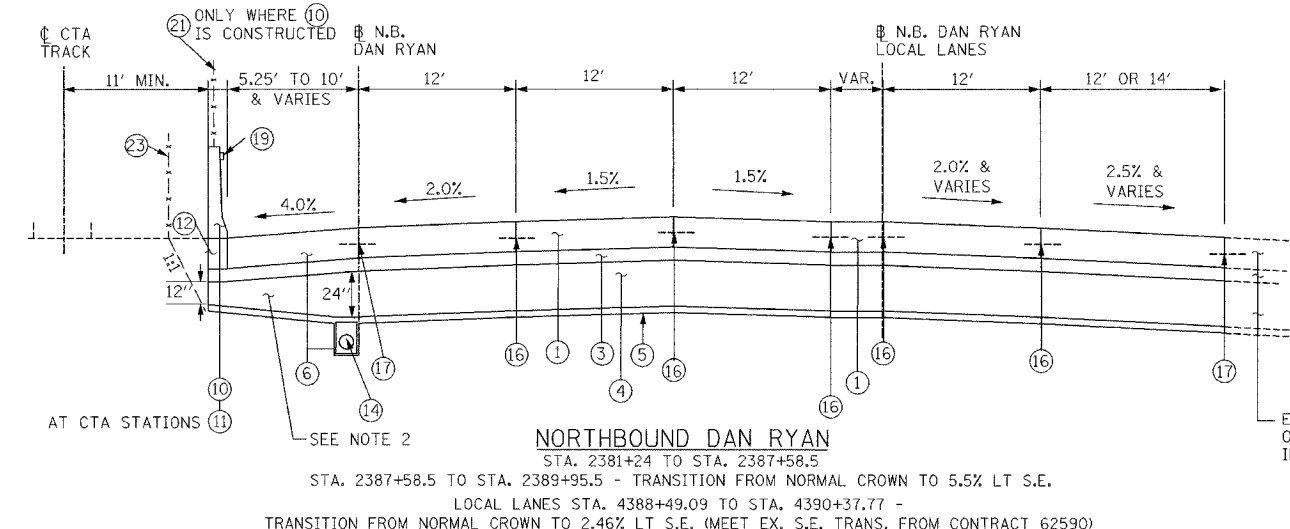 21 ONLY WHERE 10
IS CONSTRUCTED
℄ CTA
TRACK
B N.B.
DAN RYAN
B N.B. DAN RYAN
LOCAL LANES
11' MIN.
5.25' TO 10'
& VARIES
12'
12'
12'
VAR.
12'
12' OR 14'
23
19
12
1:1
12"
4.0%
2.0%
1.5%
1.5%
2.0% &
VARIES
2.5% &
VARIES
24"
6
14
17
16
1
3
4
5
16
16
1
16
16
17
10
AT CTA STATIONS 11
SEE NOTE 2
NORTHBOUND DAN RYAN
STA. 2381+24 TO STA. 2387+58.5
STA. 2387+58.5 TO STA. 2389+95.5 - TRANSITION FROM NORMAL CROWN TO 5.5% LT S.E.
LOCAL LANES STA. 4388+49.09 TO STA. 4390+37.77 -
TRANSITION FROM NORMAL CROWN TO 2.46% LT S.E. (MEET EX. S.E. TRANS. FROM CONTRACT 62590)